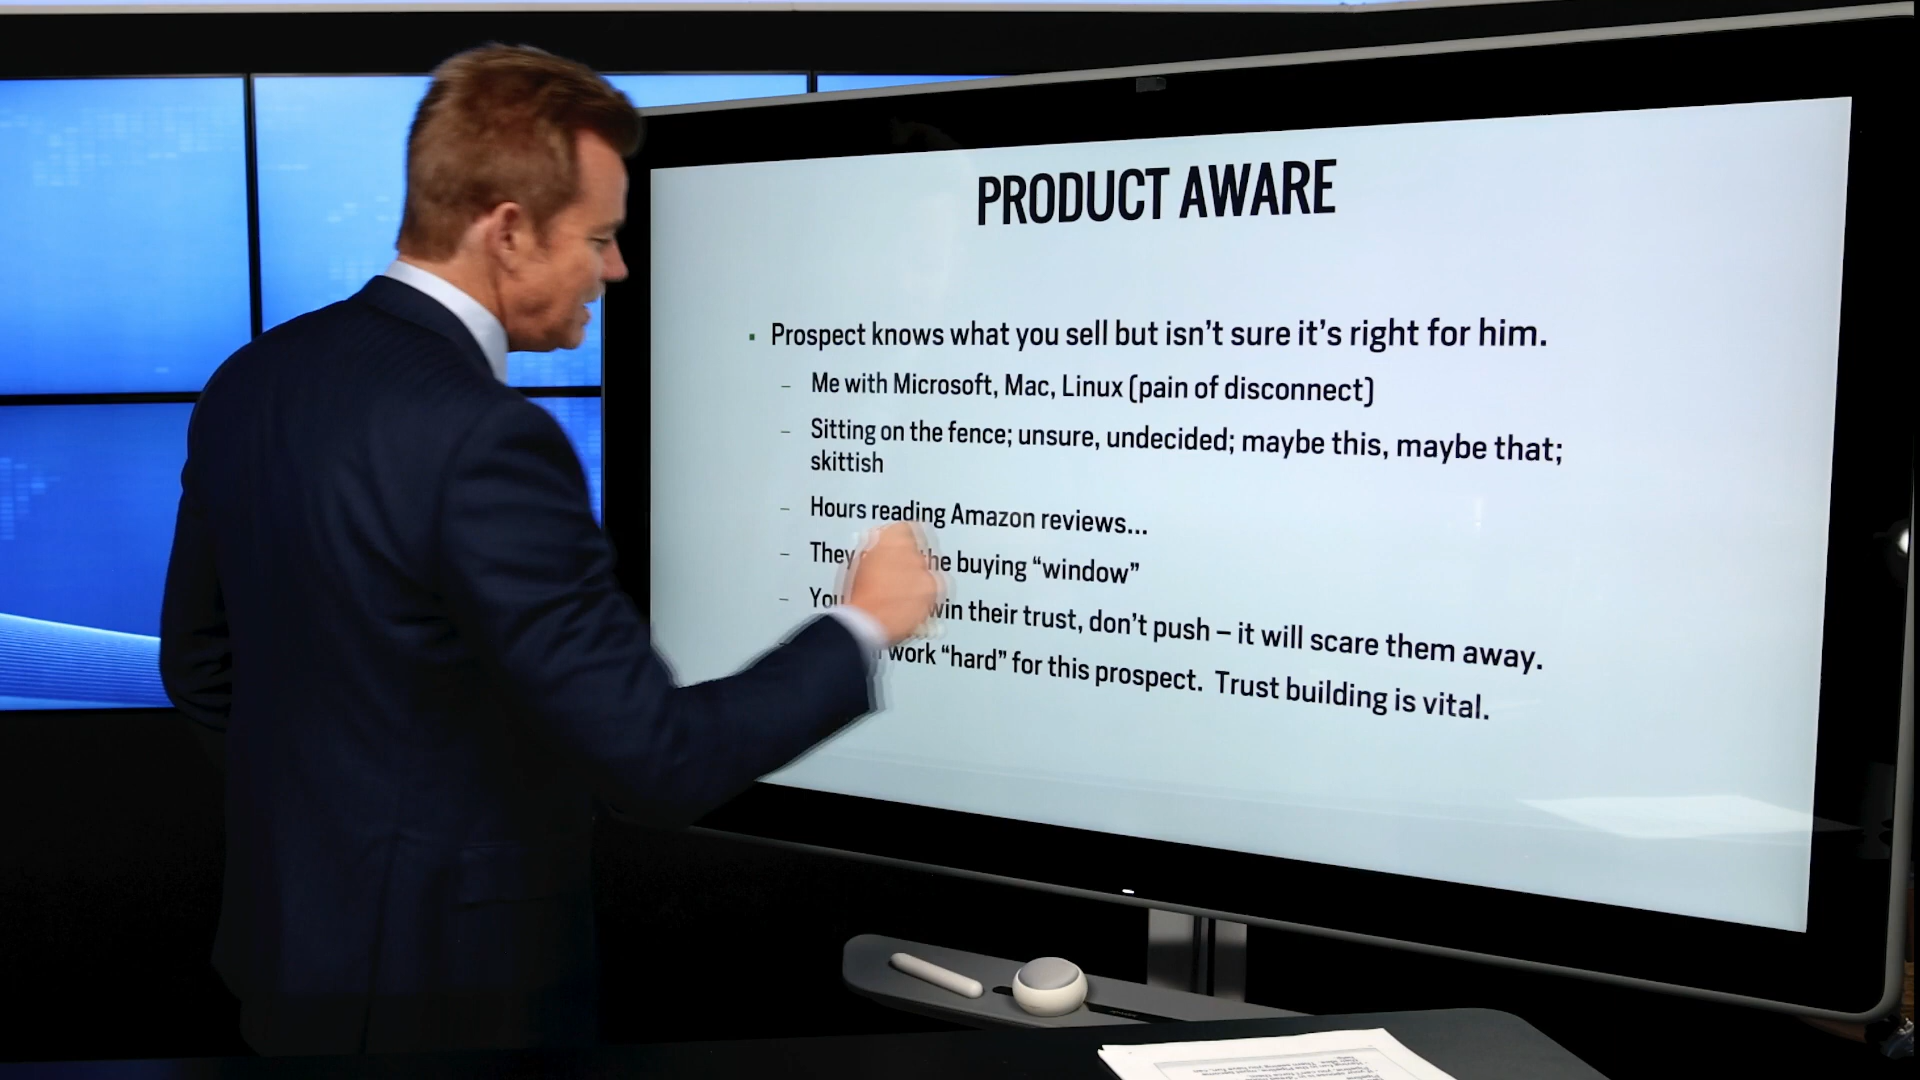 PRODUCT AWARE
▪ Prospect knows what you sell but isn't sure it's right for him.
– Me with Microsoft, Mac, Linux (pain of disconnect)
– Sitting on the fence; unsure, undecided; maybe this, maybe that;
skittish
– Hours reading Amazon reviews...
– They the buying “window”
– You win their trust, don't push – it will scare them away.
work “hard” for this prospect. Trust building is vital.